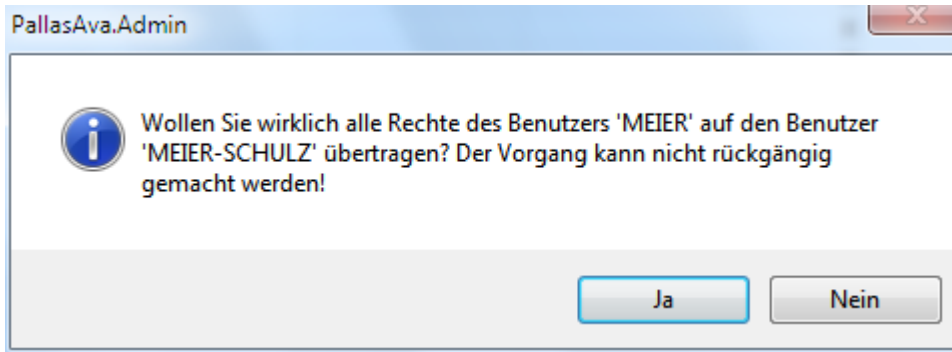 PallasAva.Admin
Wollen Sie wirklich alle Rechte des Benutzers 'MEIER' auf den Benutzer
'MEIER-SCHULZ' übertragen? Der Vorgang kann nicht rückgängig
gemacht werden!
Ja
Nein